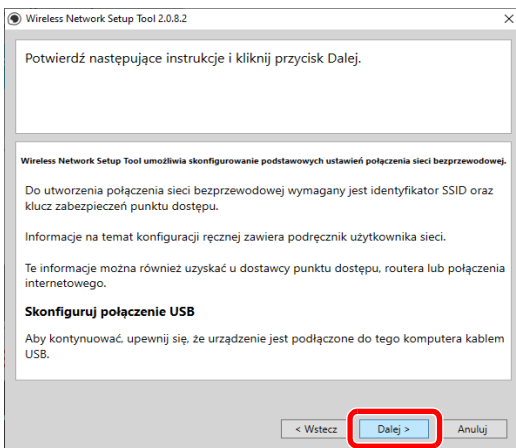 Wireless Network Setup Tool 2.0.8.2
Potwierdź następujące instrukcje i kliknij przycisk Dalej.
Wireless Network Setup Tool umożliwia skonfigurowanie podstawowych ustawień połączenia sieci bezprzewodowej.
Do utworzenia połączenia sieci bezprzewodowej wymagany jest identyfikator SSID oraz
klucz zabezpieczeń punktu dostępu.
Informacje na temat konfiguracji ręcznej zawiera podręcznik użytkownika sieci.
Te informacje można również uzyskać u dostawcy punktu dostępu, routera lub połączenia
internetowego.
Skonfiguruj połączenie USB
Aby kontynuować, upewnij się, że urządzenie jest podłączone do tego komputera kablem
USB.
< Wstecz Dalej > Anuluj